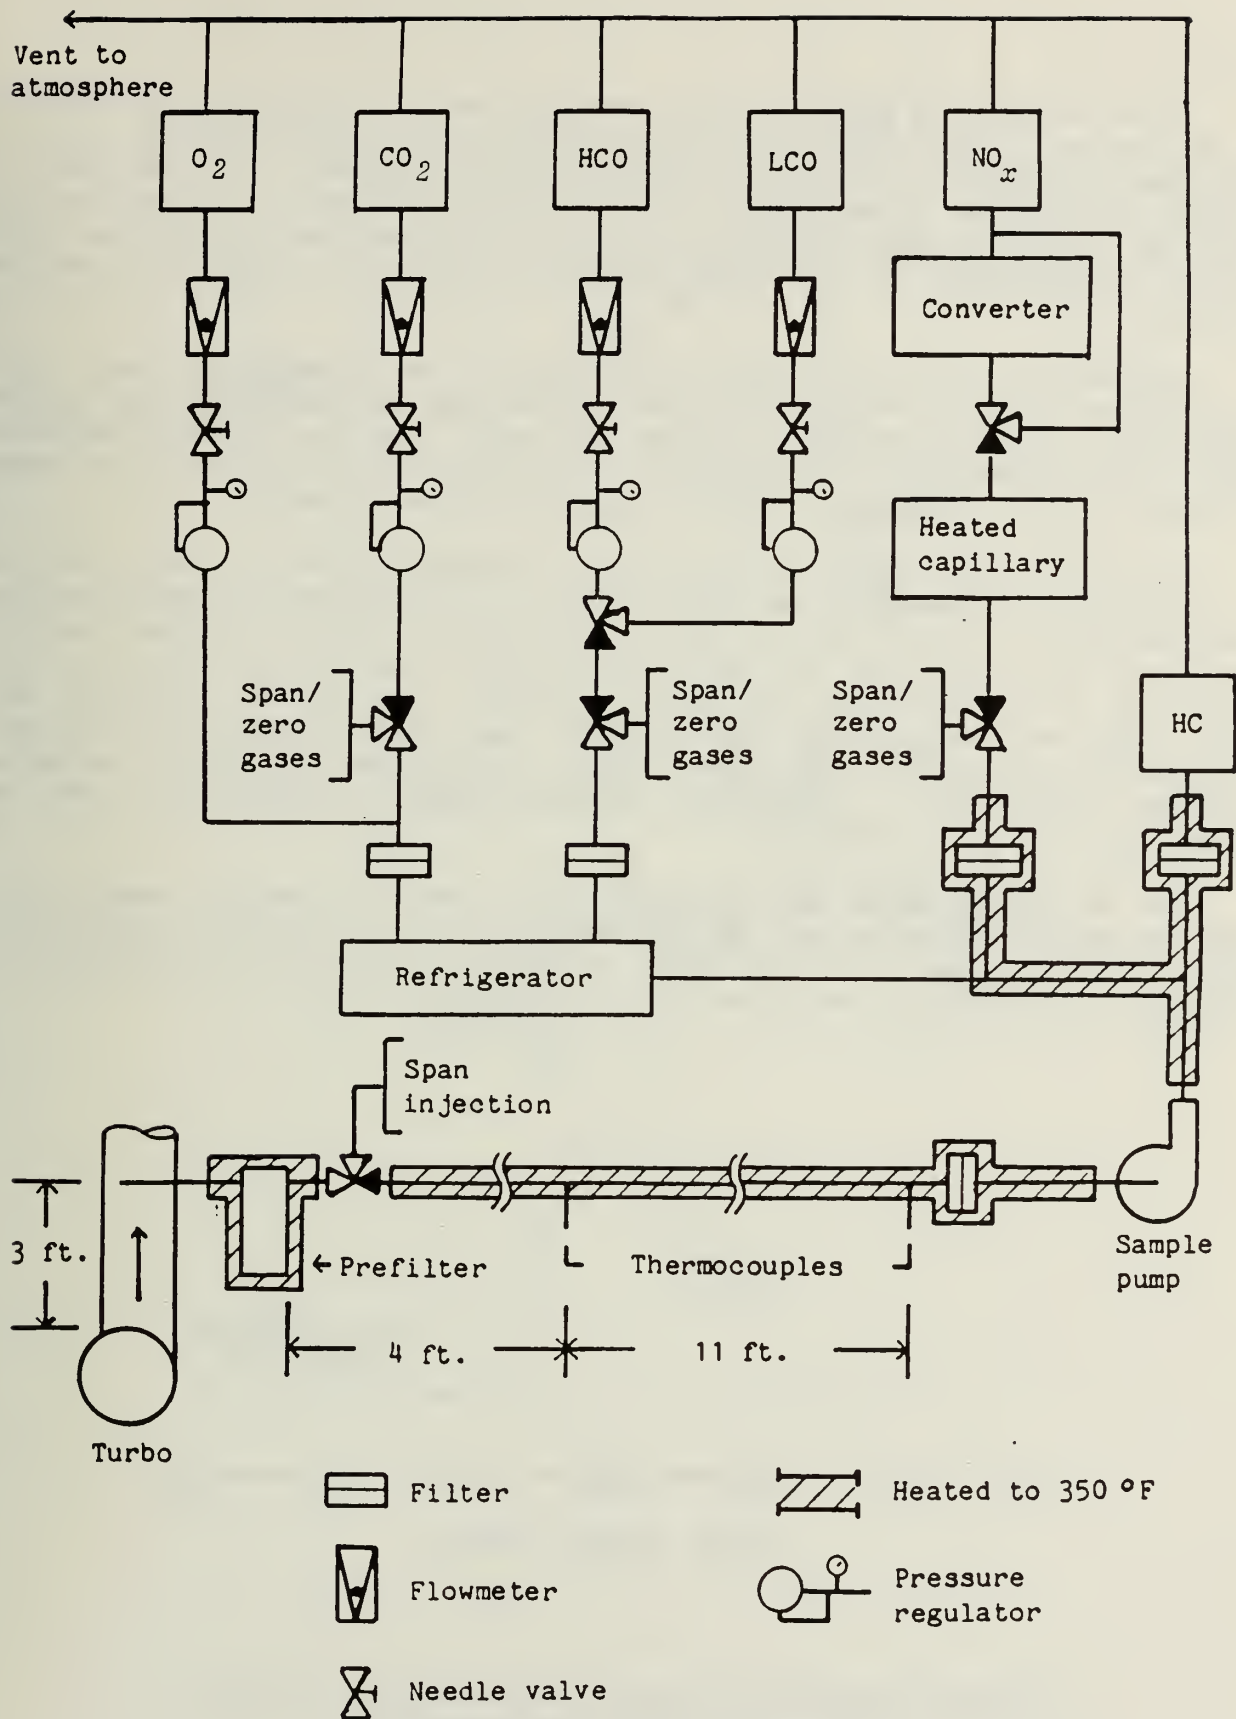 Vent to
atmosphere
O2
CO2
HCO
LCO
NOx
Converter
Heated
capillary
Span/
zero
gases
Span/
zero
gases
Span/
zero
gases
HC
Refrigerator
Span
injection
3 ft.
←Prefilter
Thermocouples
Sample
pump
4 ft.
11 ft.
Turbo
Filter
Heated to 350 °F
Flowmeter
Pressure
regulator
Needle valve